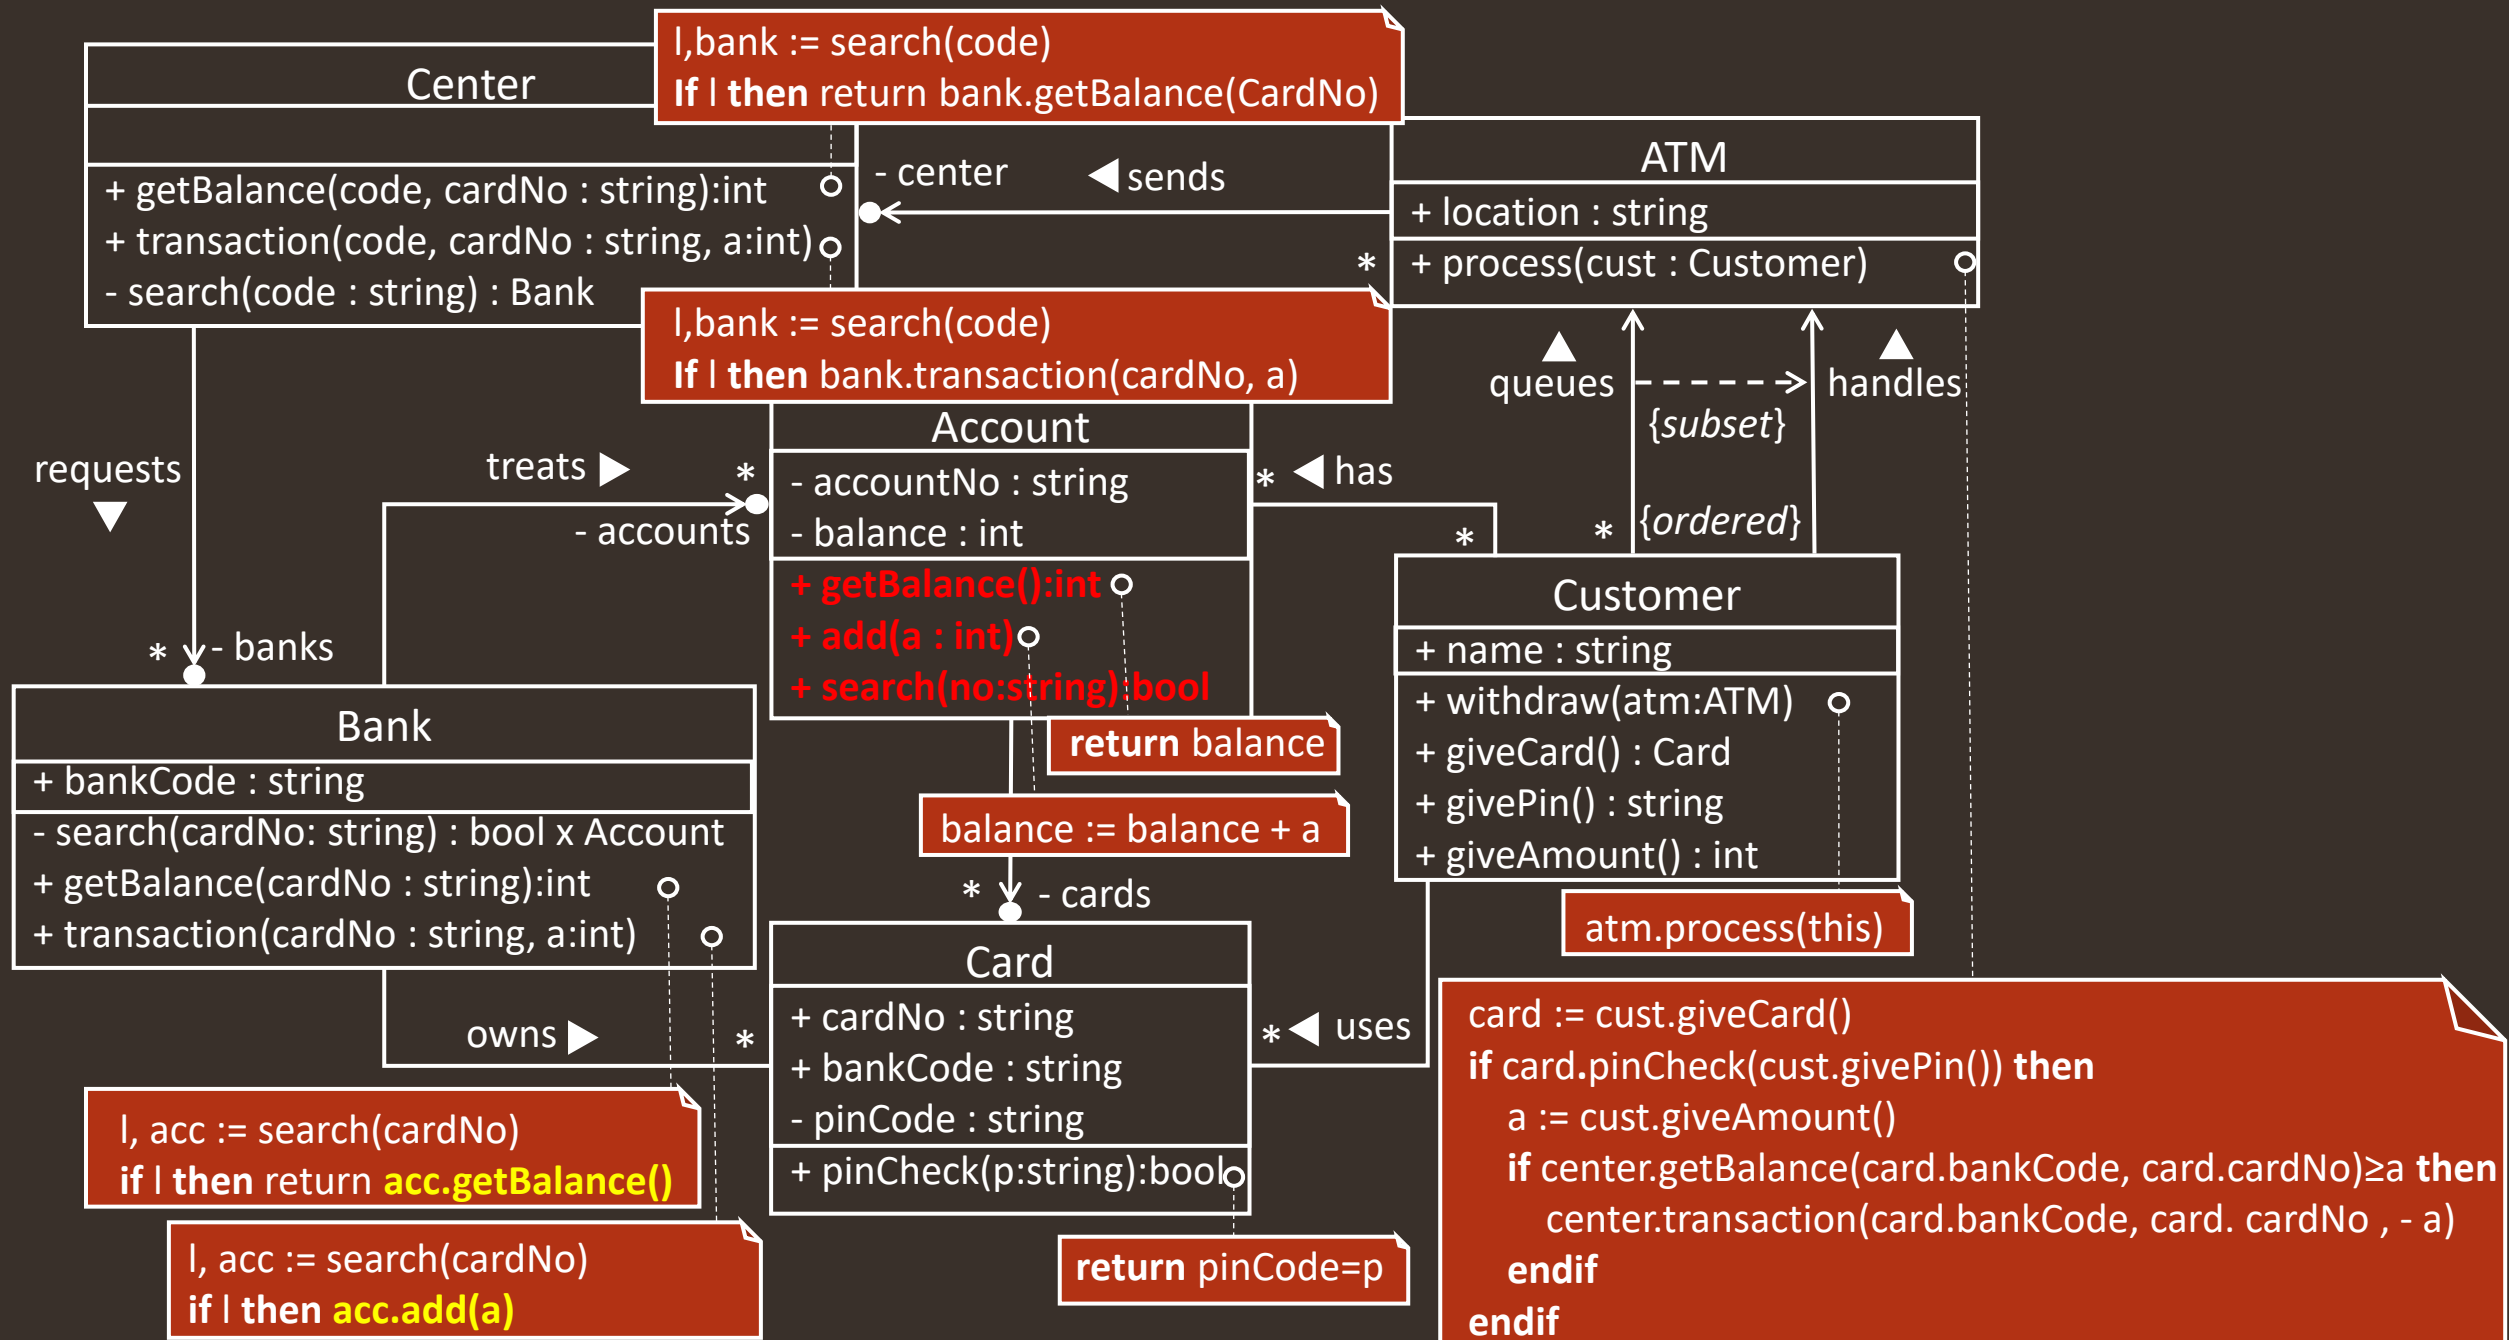 l,bank := search(code)
If l then return bank.getBalance(CardNo)
Center
+ getBalance(code, cardNo : string):int
+ transaction(code, cardNo : string, a:int)
- search(code : string) : Bank
- center
sends
*
ATM
+ location : string
+ process(cust : Customer)
l,bank := search(code)
If l then bank.transaction(cardNo, a)
queues
handles
{subset}
{ordered}
*
requests
* - banks
treats
*
- accounts
Account
- accountNo : string
- balance : int
+ getBalance():int
+ add(a : int)
+ search(no:string):bool
* has
*
return balance
balance := balance + a
* - cards
Customer
+ name : string
+ withdraw(atm:ATM)
+ giveCard() : Card
+ givePin() : string
+ giveAmount() : int
atm.process(this)
Bank
+ bankCode : string
- search(cardNo: string) : bool x Account
+ getBalance(cardNo : string):int
+ transaction(cardNo : string, a:int)
owns
*
Card
+ cardNo : string
+ bankCode : string
- pinCode : string
+ pinCheck(p:string):bool
* uses
l, acc := search(cardNo)
if l then return acc.getBalance()
l, acc := search(cardNo)
if l then acc.add(a)
return pinCode=p
card := cust.giveCard()
if card.pinCheck(cust.givePin()) then
a := cust.giveAmount()
if center.getBalance(card.bankCode, card.cardNo)≥a then
center.transaction(card.bankCode, card. cardNo , - a)
endif
endif